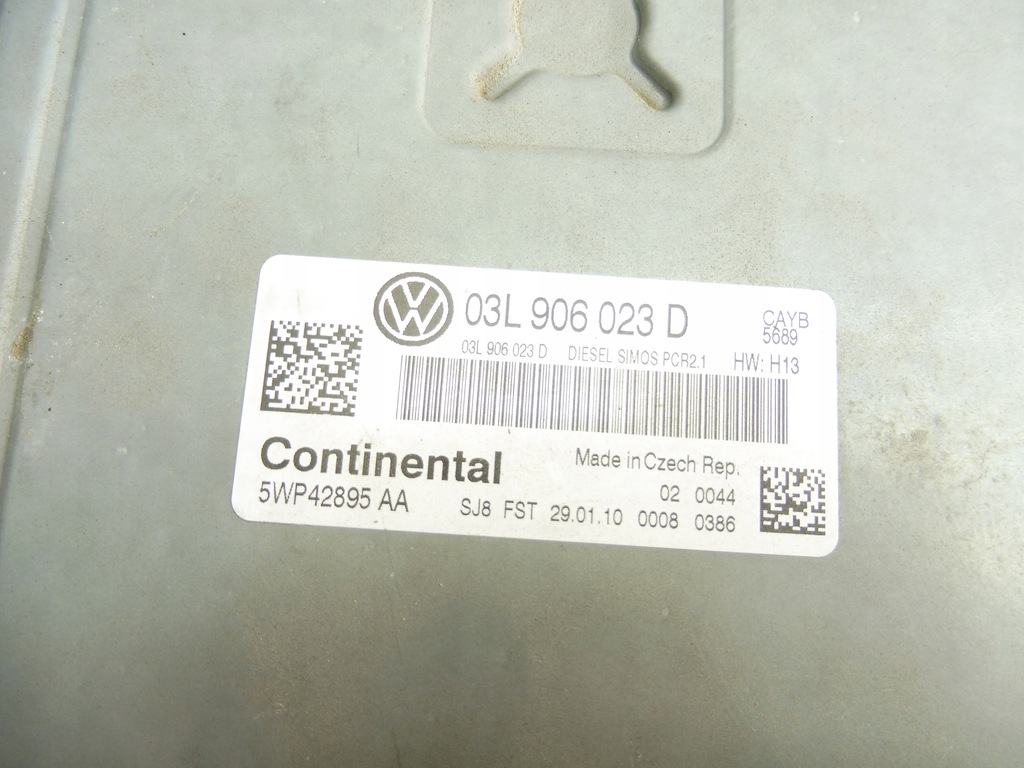 03L 906 023 D
CAYB
5689
03L 906 023 D DIESEL SIMOS PCR2.1 HW: H13
Continental
Made in Czech Rep.
5WP42895 AA
02 0044
SJ8 FST 29.01.10 0008 0386